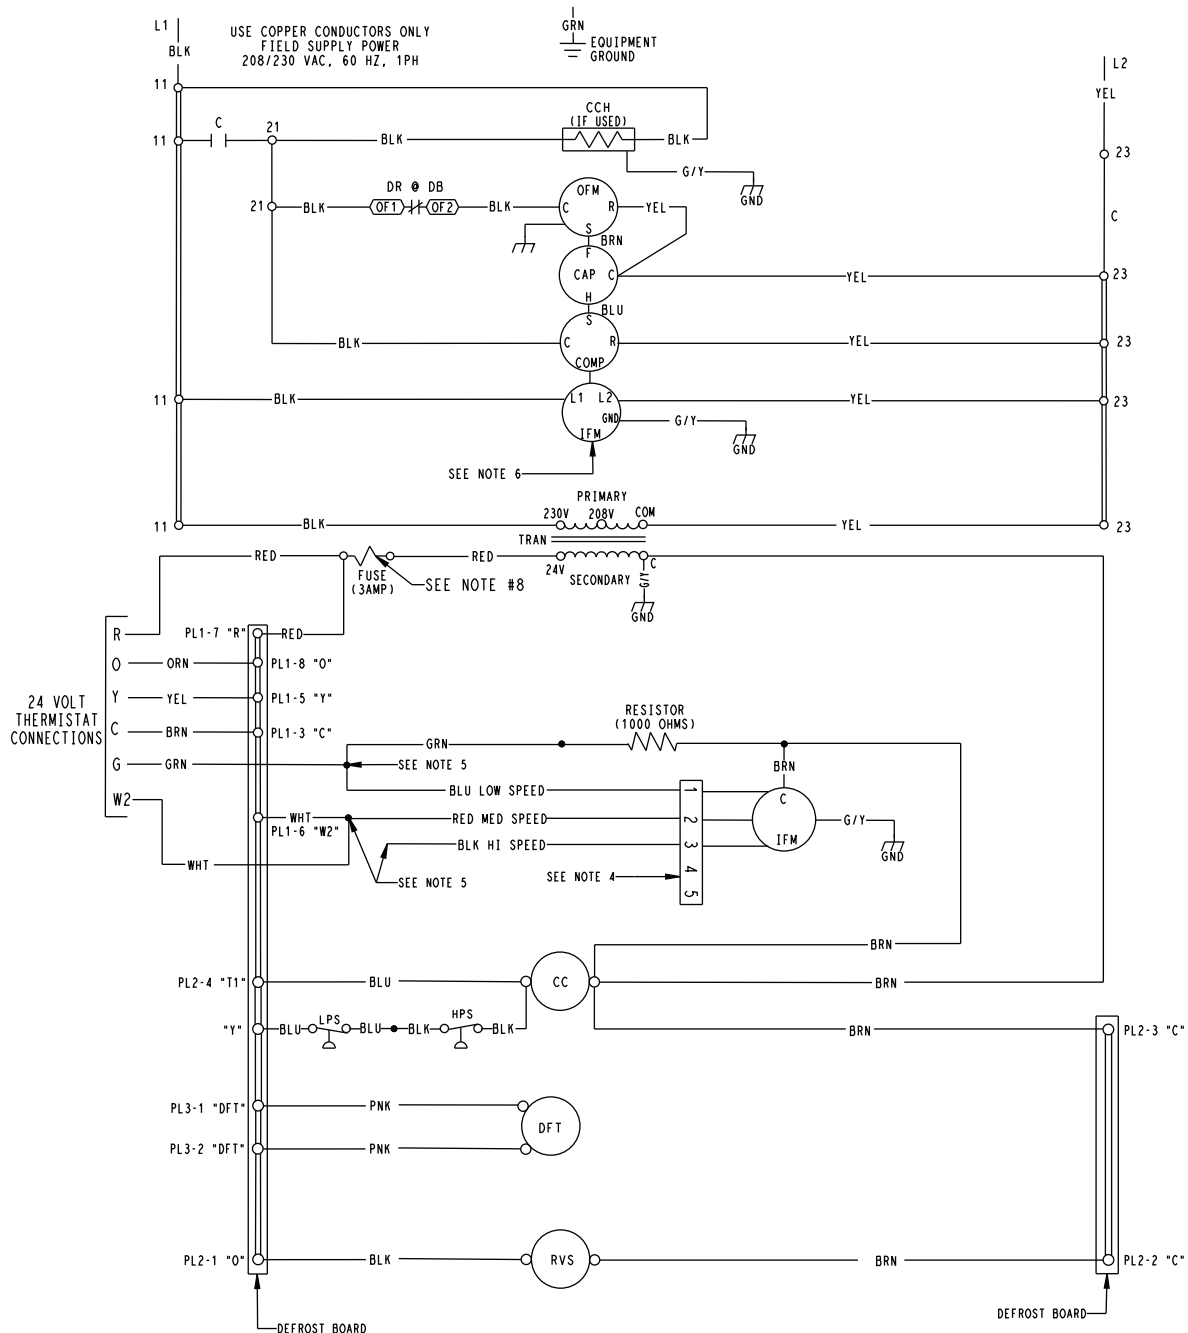 L1
BLK
USE COPPER CONDUCTORS ONLY
FIELD SUPPLY POWER
208/230 VAC, 60 HZ, 1PH
GRN
EQUIPMENT
GROUND
L2
YEL
11
CCH
(IF USED)
C
21
11
BLK
BLK
23
G/Y
GND
DR @ DB
OFM
21
BLK
OF1
OF2
BLK
C
R
YEL
C
S
BRN
F
CAP
C
YEL
23
H
BLU
S
BLK
C
R
YEL
23
COMP
11
BLK
L1
L2
YEL
23
GND
G/Y
IFM
GND
SEE NOTE 6
PRIMARY
230V
208V
COM
11
BLK
YEL
23
TRAN
RED
RED
C
FUSE
(3AMP)
SEE NOTE #8
24V
SECONDARY
G/Y
GND
R
PL1-7 "R"
RED
O
ORN
PL1-8 "O"
24 VOLT
THERMISTAT
CONNECTIONS
Y
YEL
PL1-5 "Y"
C
BRN
PL1-3 "C"
RESISTOR
(1000 OHMS)
GRN
G
GRN
SEE NOTE 5
BRN
W2
BLU LOW SPEED
1
C
WHT
PL1-6 "W2"
RED MED SPEED
2
G/Y
BLK HI SPEED
3
IFM
GND
WHT
SEE NOTE 5
SEE NOTE 4
4
5
BRN
PL2-4 "T1"
BLU
CC
BRN
"Y"
BLU
LPS
BLU
BLK
HPS
BLK
BRN
PL2-3 "C"
PL3-1 "DFT"
PNK
DFT
PL3-2 "DFT"
PNK
PL2-1 "O"
BLK
RVS
BRN
PL2-2 "C"
DEFROST BOARD
DEFROST BOARD